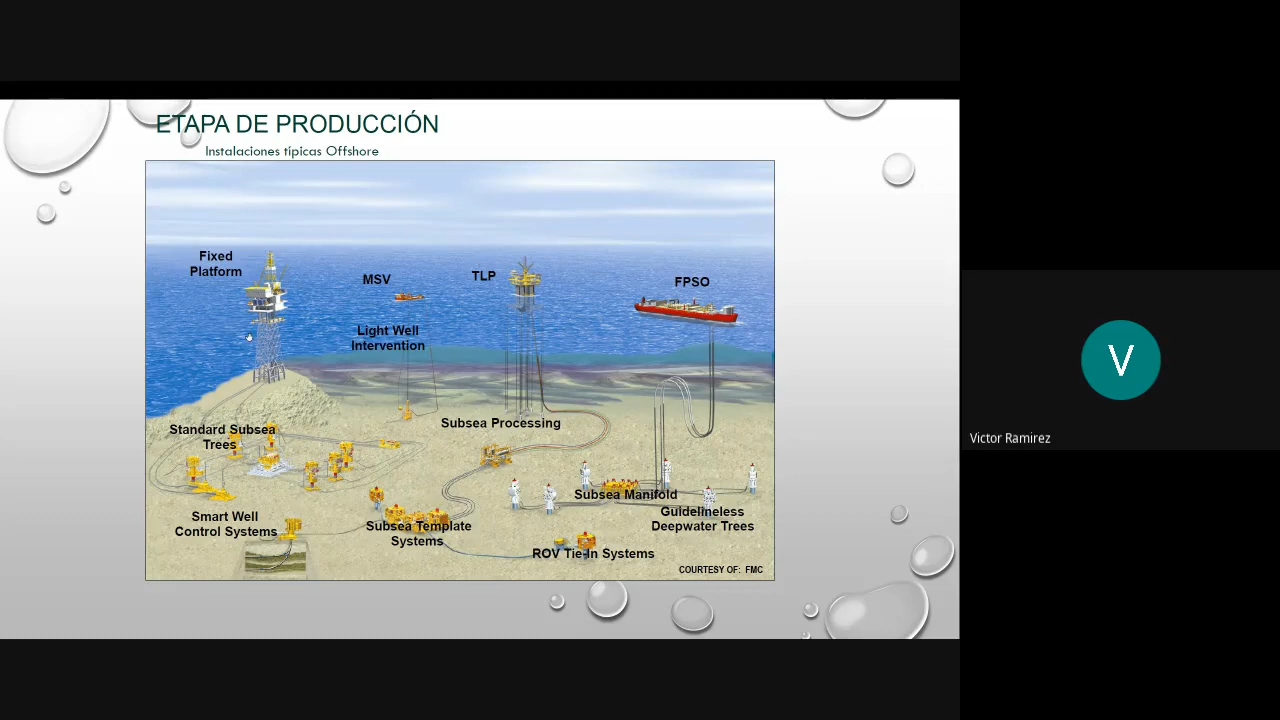 ETAPA DE PRODUCCIÓN
Instalaciones típicas Offshore
Fixed
Platform
MSV
TLP
FPSO
Light Well
Intervention
Standard Subsea
Trees
Subsea Processing
Subsea Manifold
Guidelineless
Deepwater Trees
Smart Well
Control Systems
Subsea Template
Systems
ROV Tie-In Systems
COURTESY OF: FMC
V
Victor Ramirez